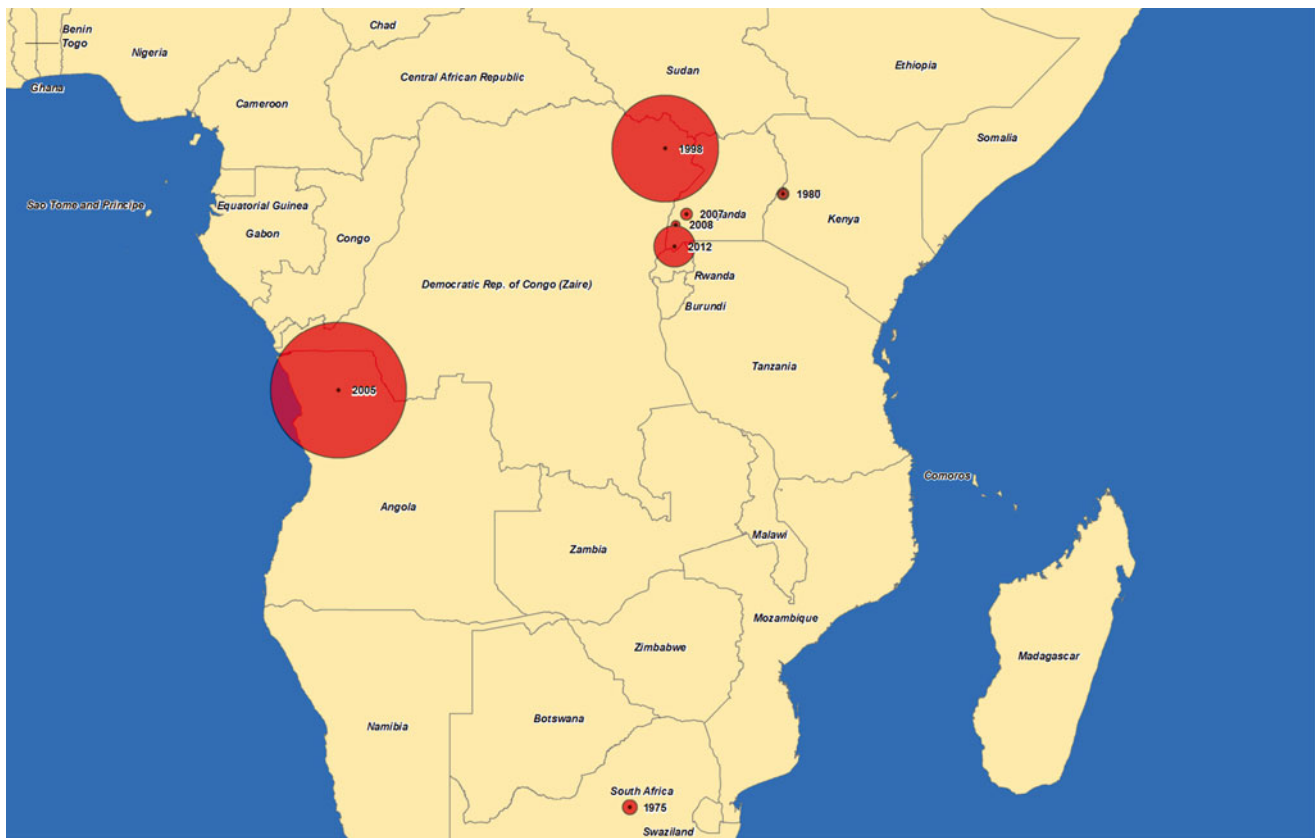 Chad
Benin
Togo
Nigeria
Ethiopia
Central African Republic
Sudan
Ghana
Cameroon
Somalia
1998
1980
Sao Tome and Principe
Equatorial Guinea
2007
anda
Kenya
2008
Gabon
Congo
2012
Rwanda
Democratic Rep. of Congo (Zaire)
Burundi
Tanzania
2005
Comoros
Angola
Malawi
Zambia
Mozambique
Zimbabwe
Madagascar
Botswana
Namibia
South Africa
1975
Swaziland